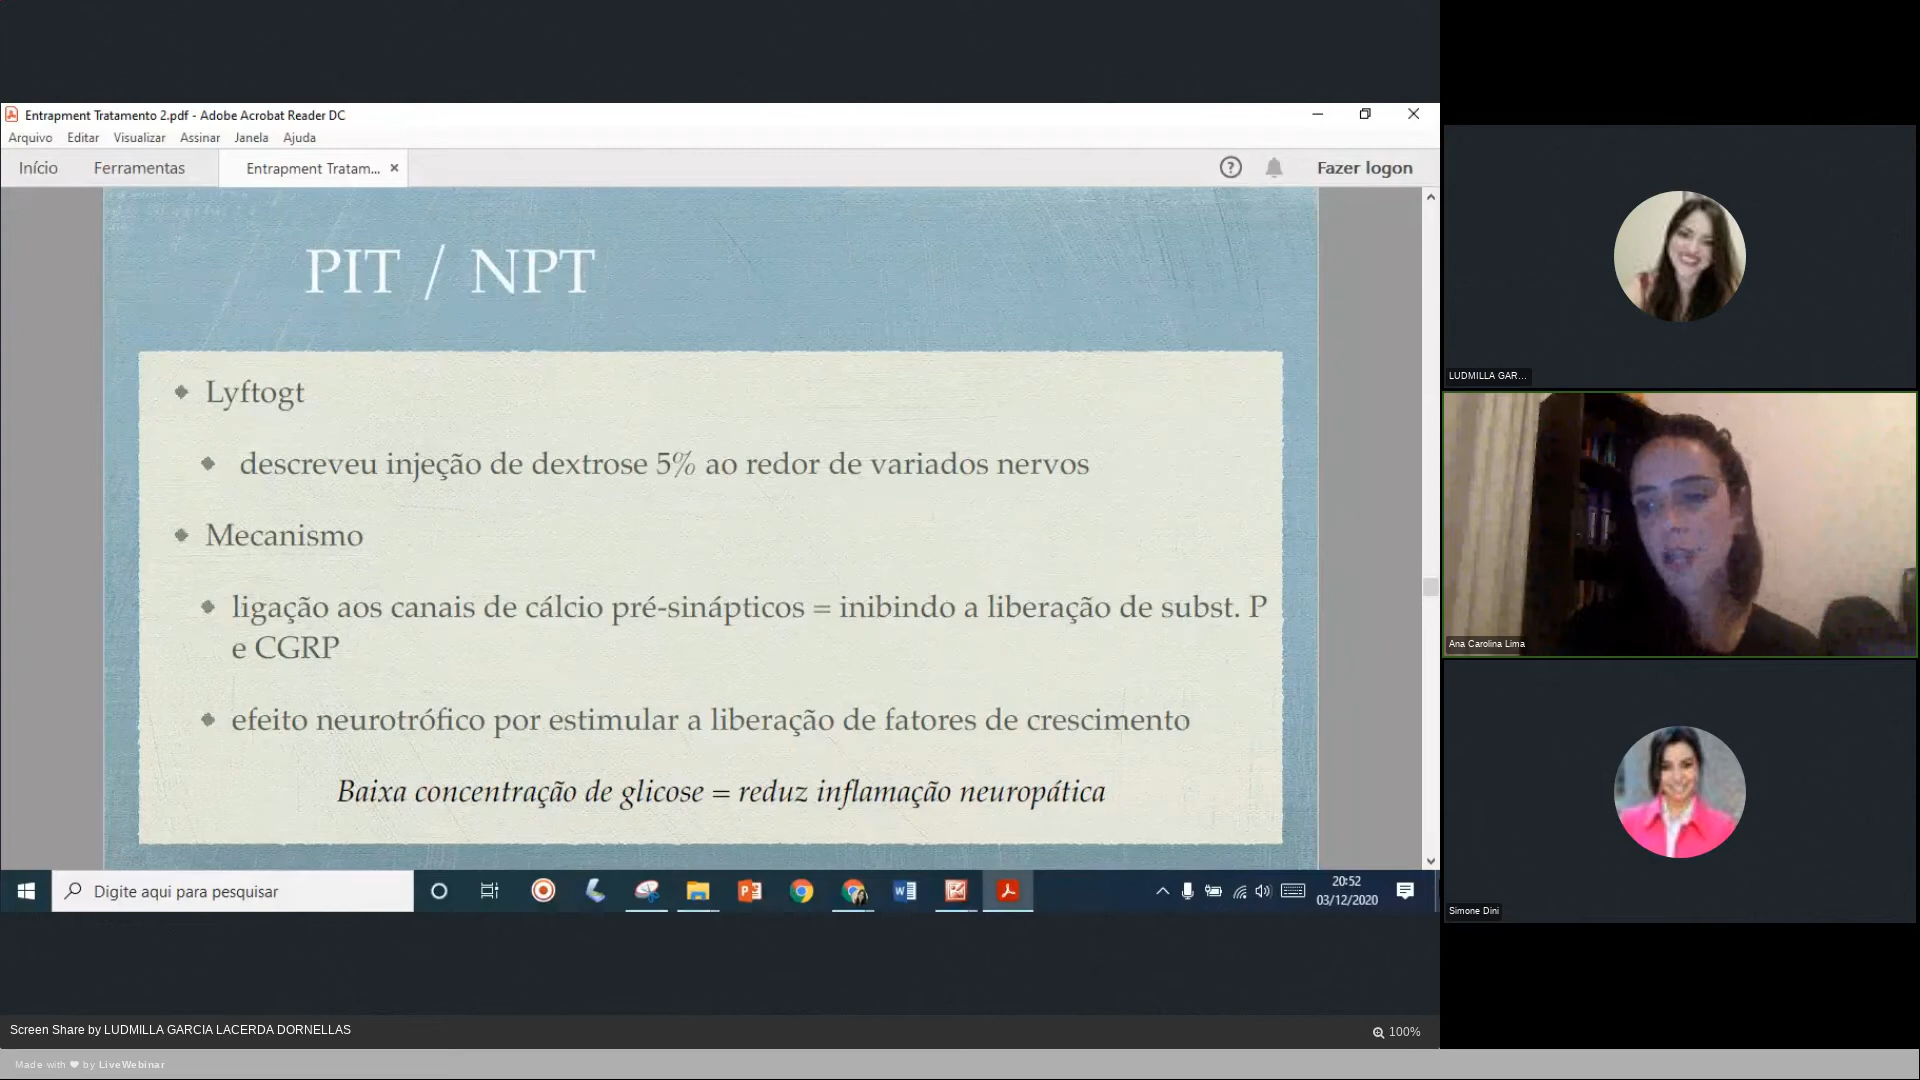 Entrapment Tratamento 2.pdf - Adobe Acrobat Reader DC
Arquivo Editar Visualizar Assinar Janela Ajuda
Início Ferramentas Entrapment Tratam... Fazer logon
PIT / NPT
Lyftogt
descreveu injeção de dextrose 5% ao redor de variados nervos
Mecanismo
ligação aos canais de cálcio pré-sinápticos = inibindo a liberação de subst. P
e CGRP
efeito neurotrófico por estimular a liberação de fatores de crescimento
Baixa concentração de glicose = reduz inflamação neuropática
Digite aqui para pesquisar
20:52
03/12/2020
LUDMILLA GAR...
Ana Carolina Lima
Simone Dini
Screen Share by LUDMILLA GARCIA LACERDA DORNELLAS
100%
Made with ❤ by LiveWebinar